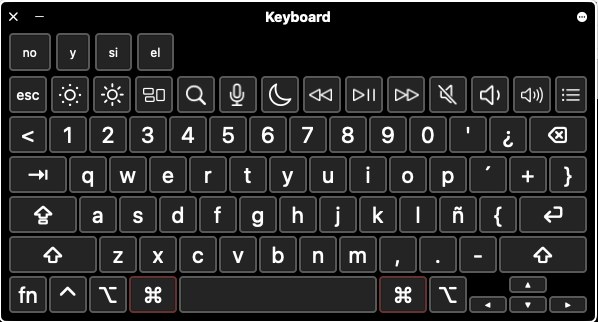 Keyboard
no y si el
esc
< 1 2 3 4 5 6 7 8 9 0 ' ¿
q w e r t y u i o p ´ + }
a s d f g h j k l ñ {
z x c v b n m , . -
fn ^ ⌥ ⌘ ⌘ ⌥